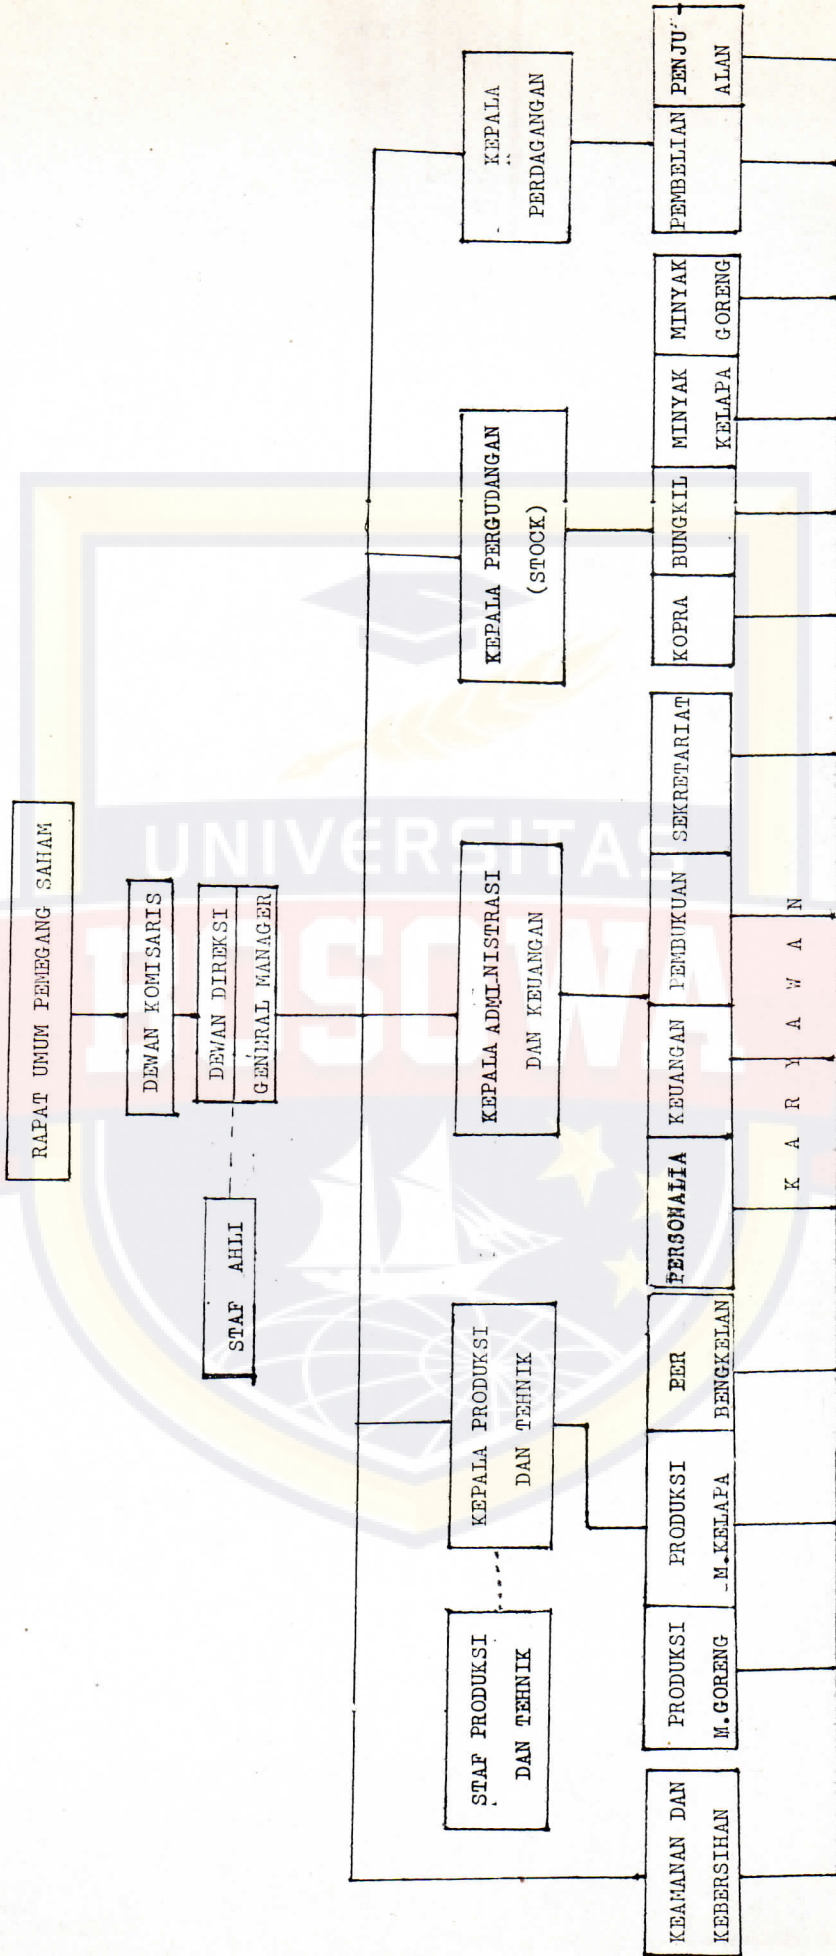 RAPAT UMUM PEMEGANG SAHAM
DEWAN KOMISARIS
DEWAN DIREKSI
GENERAL MANAGER
STAF AHLI
STAF PRODUKSI
DAN TEHNIK
KEPALA PRODUKSI
DAN TEHNIK
KEPALA ADMINISTRASI
DAN KEUANGAN
KEPALA PERGUDANGAN
(STOCK)
KEPALA
PERDAGANGAN
KEAMANAN DAN
KEBERSIHAN
PRODUKSI
M.GORENG
PRODUKSI
M.KELAPA
PER
BENGKELAN
PERSONALIA
KEUANGAN
PEMBUKUAN
SEKRETARIAT
KOPRA
BUNGKIL
MINYAK
KELAPA
MINYAK
GORENG
PEMBELIAN
PENJU
ALAN
K A R Y A W A N
UNIVERSITAS
BOSOWA